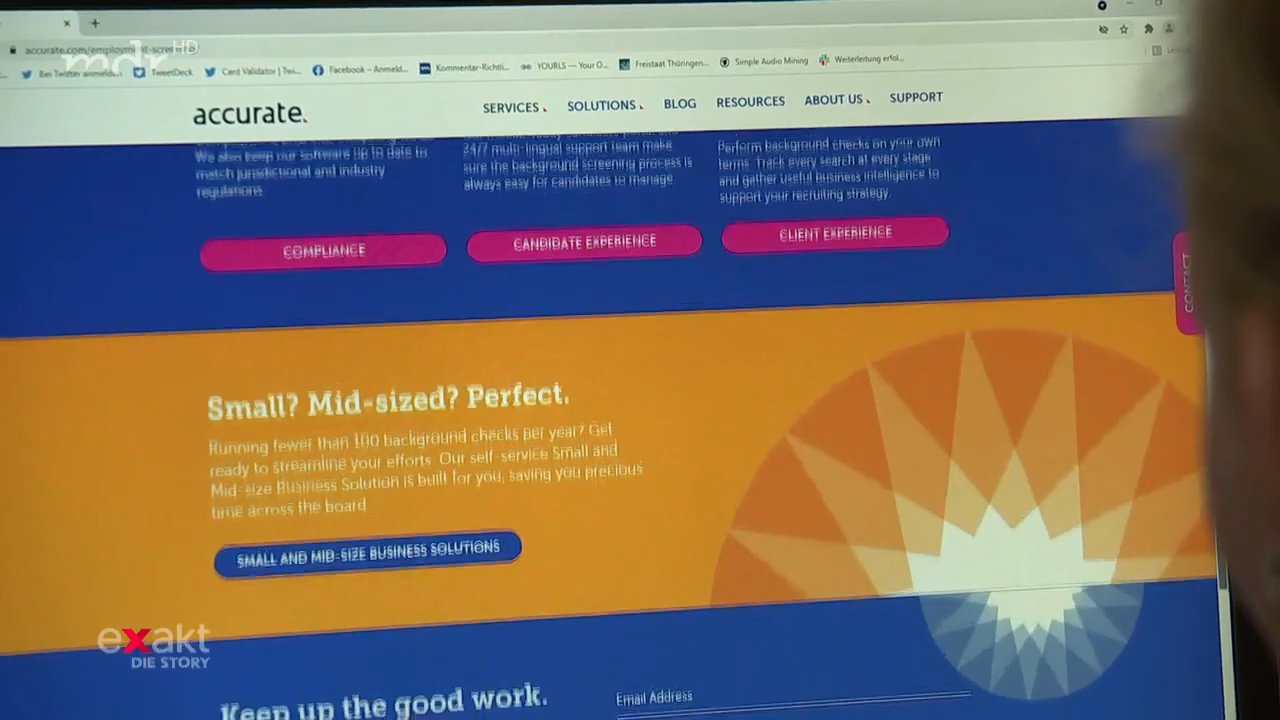 accurate.com/employment-scree
mdr HD
Bei Twitter anmelden
TweetDeck
Card Validator | Twi...
Facebook – Anmeld...
Kommentar-Richtli...
YOURLS — Your O...
Freistaat Thüringen...
Simple Audio Mining
Weiterleitung erfol...
accurate.
SERVICES
SOLUTIONS
BLOG
RESOURCES
ABOUT US
SUPPORT
We also keep our software up to date to
match jurisdictional and industry
regulations.
24/7 multi-lingual support team make
sure the background screening process is
always easy for candidates to manage.
Perform background checks on your own
terms. Track every search at every stage
and gather useful business intelligence to
support your recruiting strategy.
COMPLIANCE
CANDIDATE EXPERIENCE
CLIENT EXPERIENCE
CONTACT
Small? Mid-sized? Perfect.
Running fewer than 100 background checks per year? Get
ready to streamline your efforts. Our self-service Small and
Mid-size Business Solution is built for you, saving you precious
time across the board
SMALL AND MID-SIZE BUSINESS SOLUTIONS
exakt
DIE STORY
Keep up the good work.
Email Address